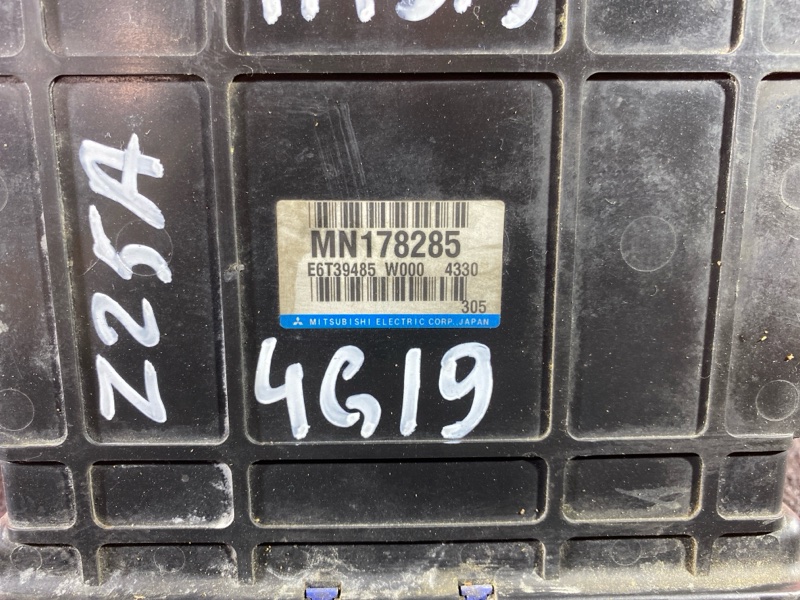 Z25A
MN178285
E6T39485 W000 4330
305
MITSUBISHI ELECTRIC CORP., JAPAN
4G19